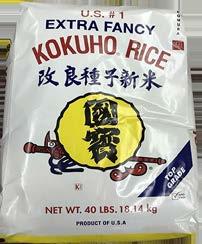 U.S. # 1
EXTRA FANCY
KOKUHO RICE
改良種子新米
國寶
TOP GRADE
K
NET WT. 40 LBS. 18.14 kg
PRODUCT OF U.S.A